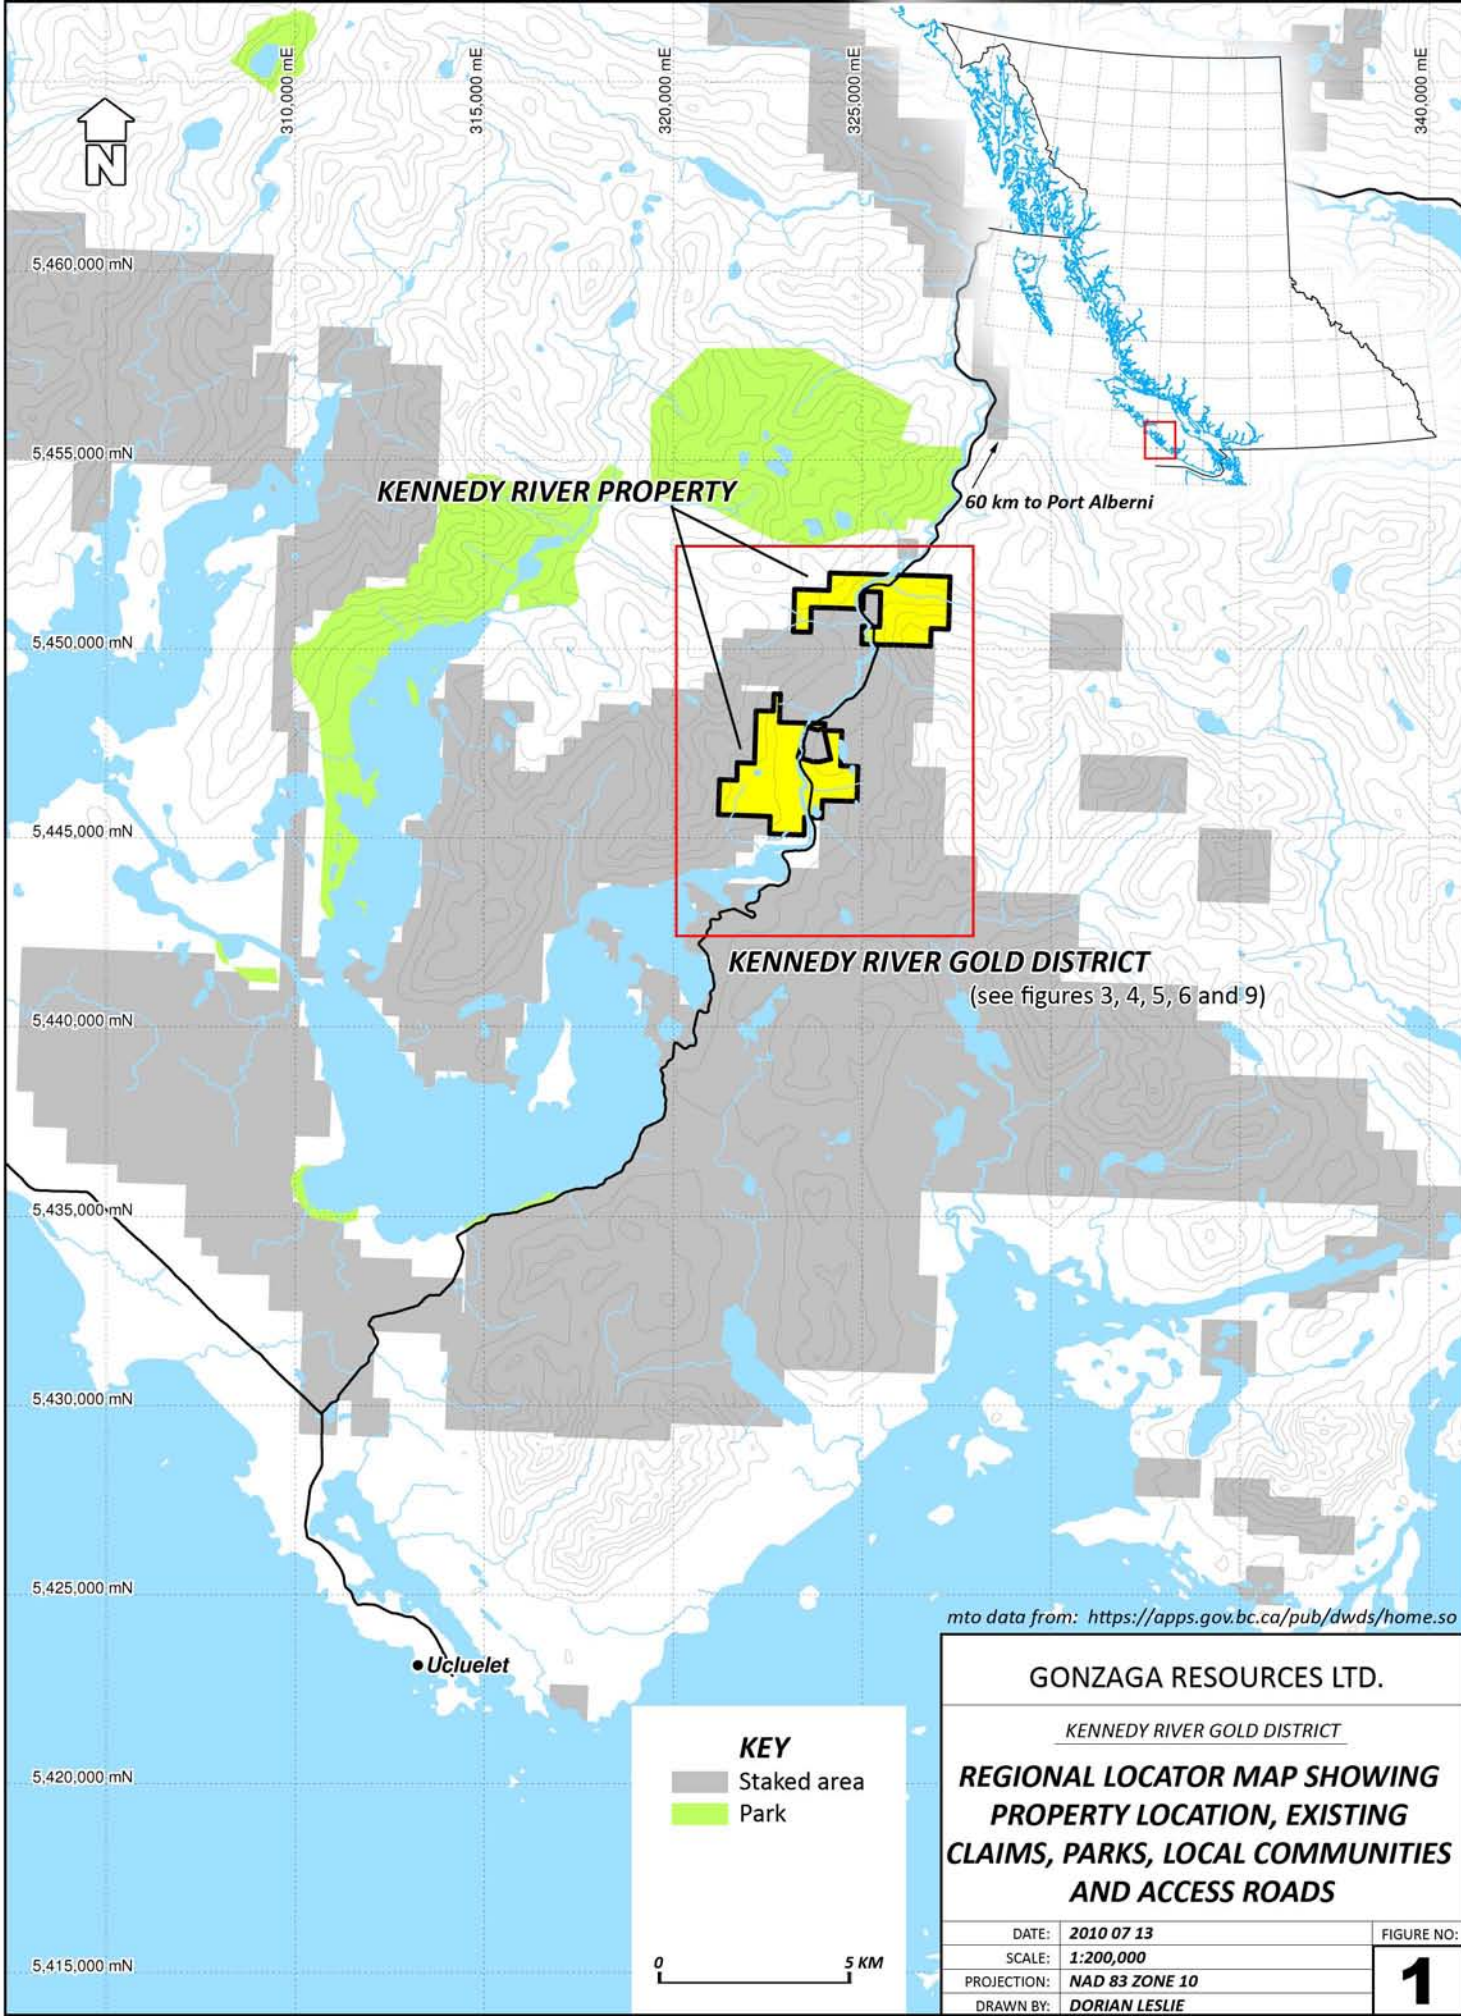 310,000 mE
315,000 mE
320,000 mE
325,000 mE
340,000 mE
N
5,460,000 mN
5,455,000 mN
KENNEDY RIVER PROPERTY
60 km to Port Alberni
5,450,000 mN
5,445,000 mN
KENNEDY RIVER GOLD DISTRICT
(see figures 3, 4, 5, 6 and 9)
5,440,000 mN
5,435,000 mN
5,430,000 mN
5,425,000 mN
mto data from: https://apps.gov.bc.ca/pub/dwds/home.so
Ucluelet
GONZAGA RESOURCES LTD.
KENNEDY RIVER GOLD DISTRICT
REGIONAL LOCATOR MAP SHOWING
PROPERTY LOCATION, EXISTING
CLAIMS, PARKS, LOCAL COMMUNITIES
AND ACCESS ROADS
KEY
Staked area
Park
5,420,000 mN
DATE: 2010 07 13
FIGURE NO:
SCALE: 1:200,000
1
PROJECTION: NAD 83 ZONE 10
DRAWN BY: DORIAN LESLIE
0 5 KM
5,415,000 mN